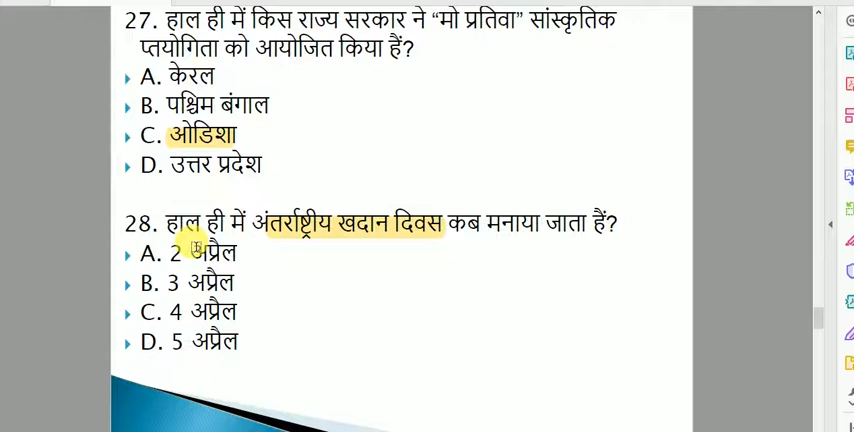 27. हाल ही में किस राज्य सरकार ने “मो प्रतिवा” सांस्कृतिक
प्तयोगिता को आयोजित किया हैं?
A. केरल
B. पश्चिम बंगाल
C. ओडिशा
D. उत्तर प्रदेश
28. हाल ही में अंतर्राष्ट्रीय खदान दिवस कब मनाया जाता हैं?
A. 2 अप्रैल
B. 3 अप्रैल
C. 4 अप्रैल
D. 5 अप्रैल